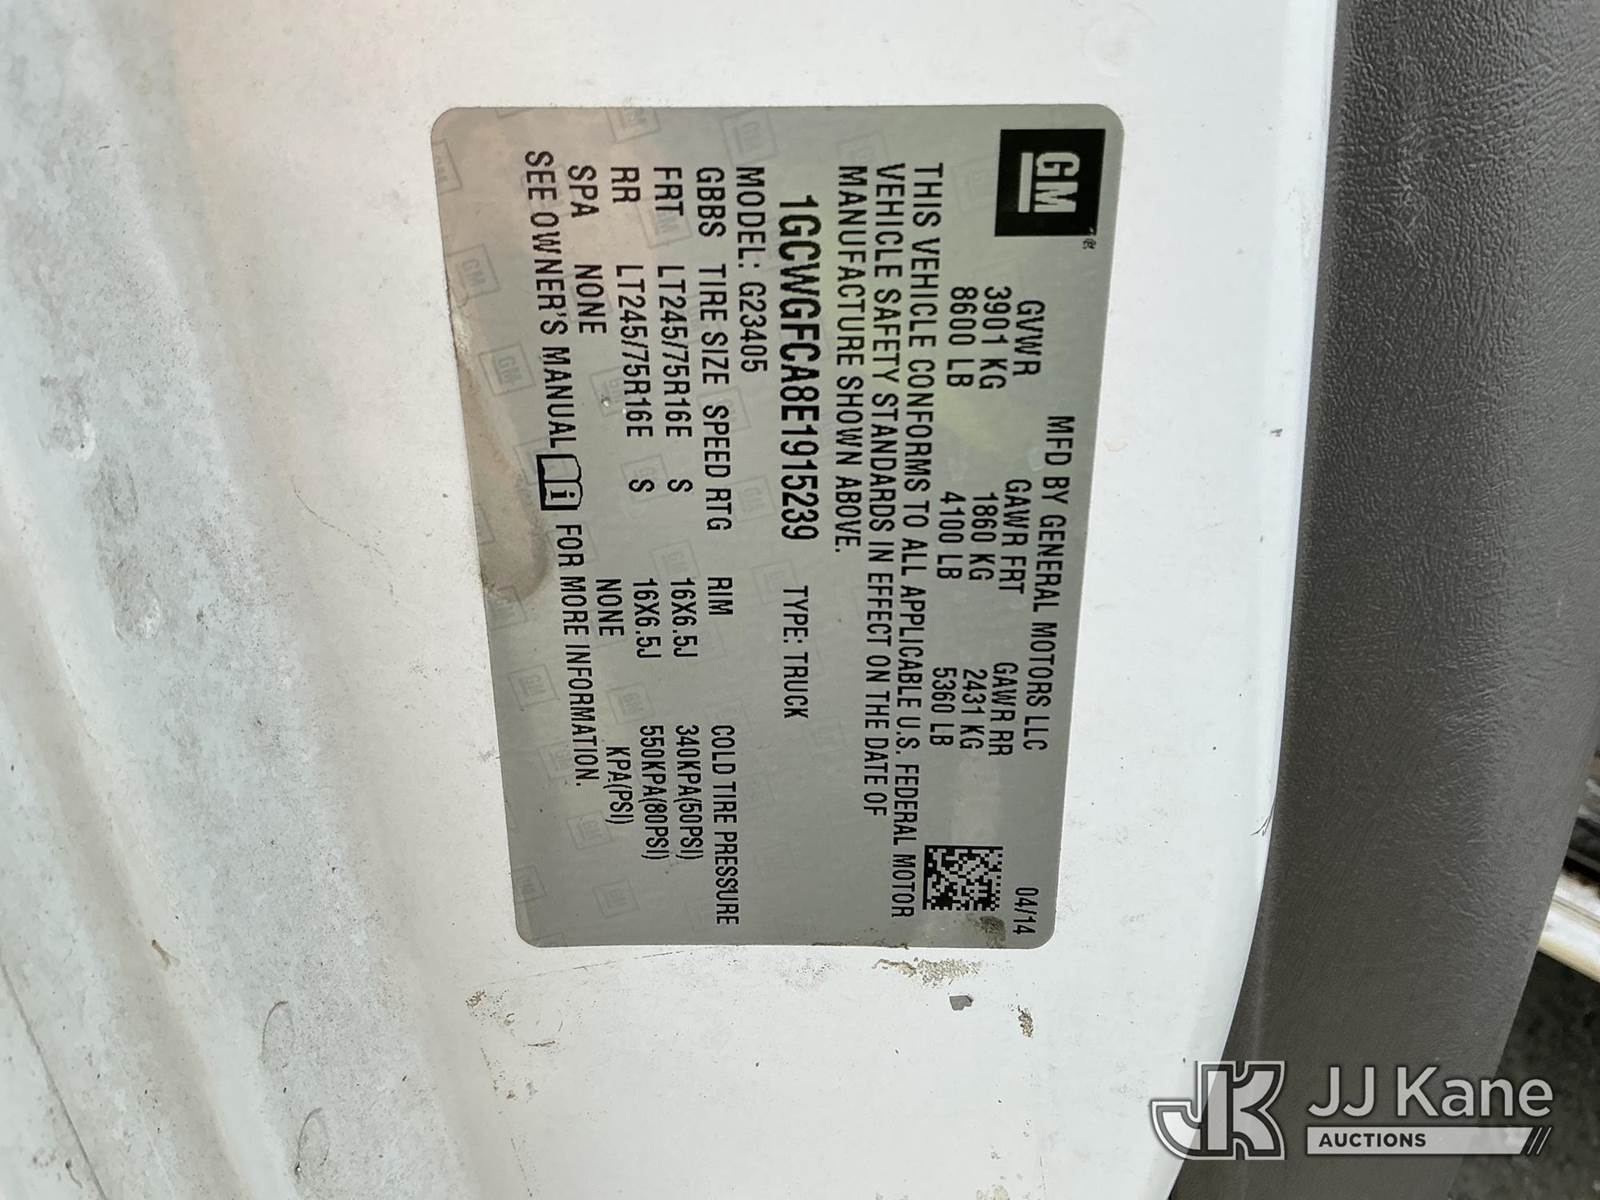 GM®
MFD BY GENERAL MOTORS LLC 04/14
GVWR GAWR FRT GAWR RR
3901 KG 1860 KG 2431 KG
8600 LB 4100 LB 5360 LB
THIS VEHICLE CONFORMS TO ALL APPLICABLE U.S. FEDERAL MOTOR
VEHICLE SAFETY STANDARDS IN EFFECT ON THE DATE OF
MANUFACTURE SHOWN ABOVE.
1GCWGFCA8E1915239 TYPE: TRUCK
MODEL: G23405
GBBS TIRE SIZE SPEED RTG RIM COLD TIRE PRESSURE
FRT LT245/75R16E S 16X6.5J 340KPA(50PSI)
RR LT245/75R16E S 16X6.5J 550KPA(80PSI)
SPA NONE NONE KPA(PSI)
SEE OWNER'S MANUAL i FOR MORE INFORMATION.
JK JJ Kane
AUCTIONS